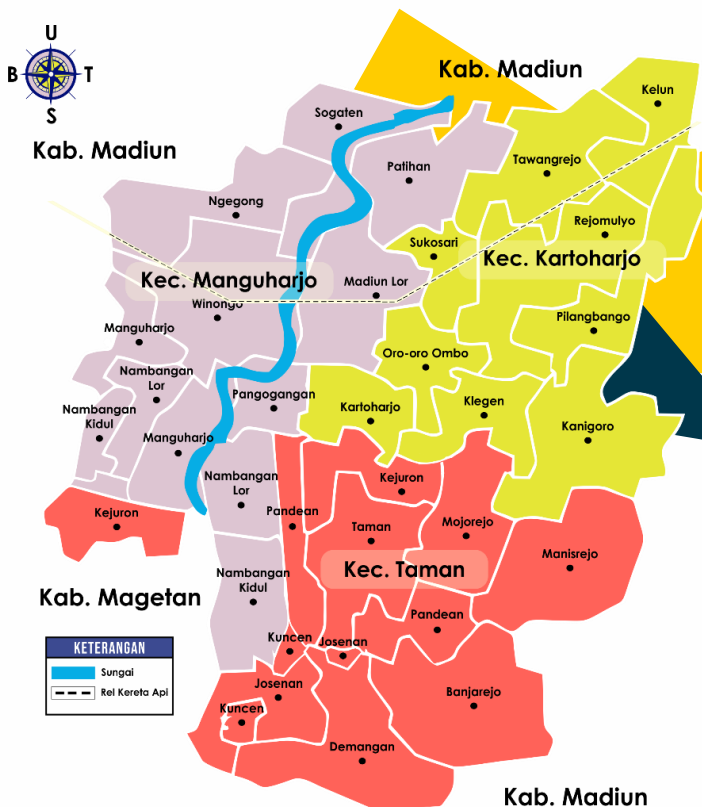 U
B
T
S
Kab. Madiun
Kab. Madiun
Kelun
Sogaten
Tawangrejo
Patihan
Ngegong
Rejomulyo
Sukosari
Kec. Kartoharjo
Kec. Manguharjo
Madiun Lor
Winongo
Pilangbango
Manguharjo
Oro-oro Ombo
Nambangan
Lor
Pangogangan
Klegen
Nambangan
Kidul
Kartoharjo
Manguharjo
Kanigoro
Nambangan
Lor
Kejuron
Kejuron
Pandean
Taman
Mojorejo
Manisrejo
Kec. Taman
Nambangan
Kidul
Kab. Magetan
Pandean
Kuncen
Josenan
KETERANGAN
Sungai
Rel Kereta Api
Josenan
Kuncen
Banjarejo
Demangan
Kab. Madiun